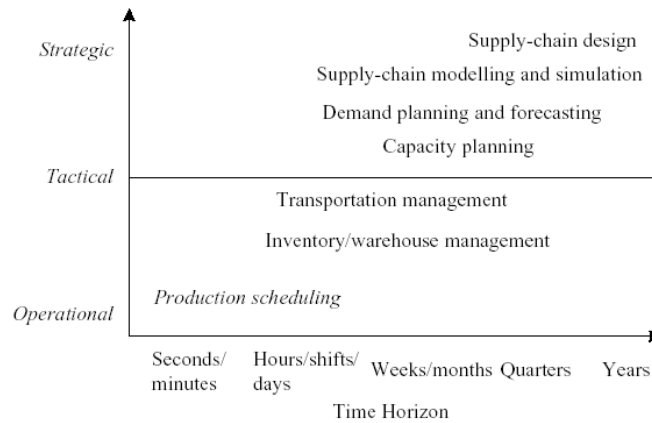 Strategic
Supply-chain design
Supply-chain modelling and simulation
Demand planning and forecasting
Capacity planning
Tactical
Transportation management
Inventory/warehouse management
Production scheduling
Operational
Seconds/
minutes
Hours/shifts/
days
Weeks/months
Quarters
Years
Time Horizon